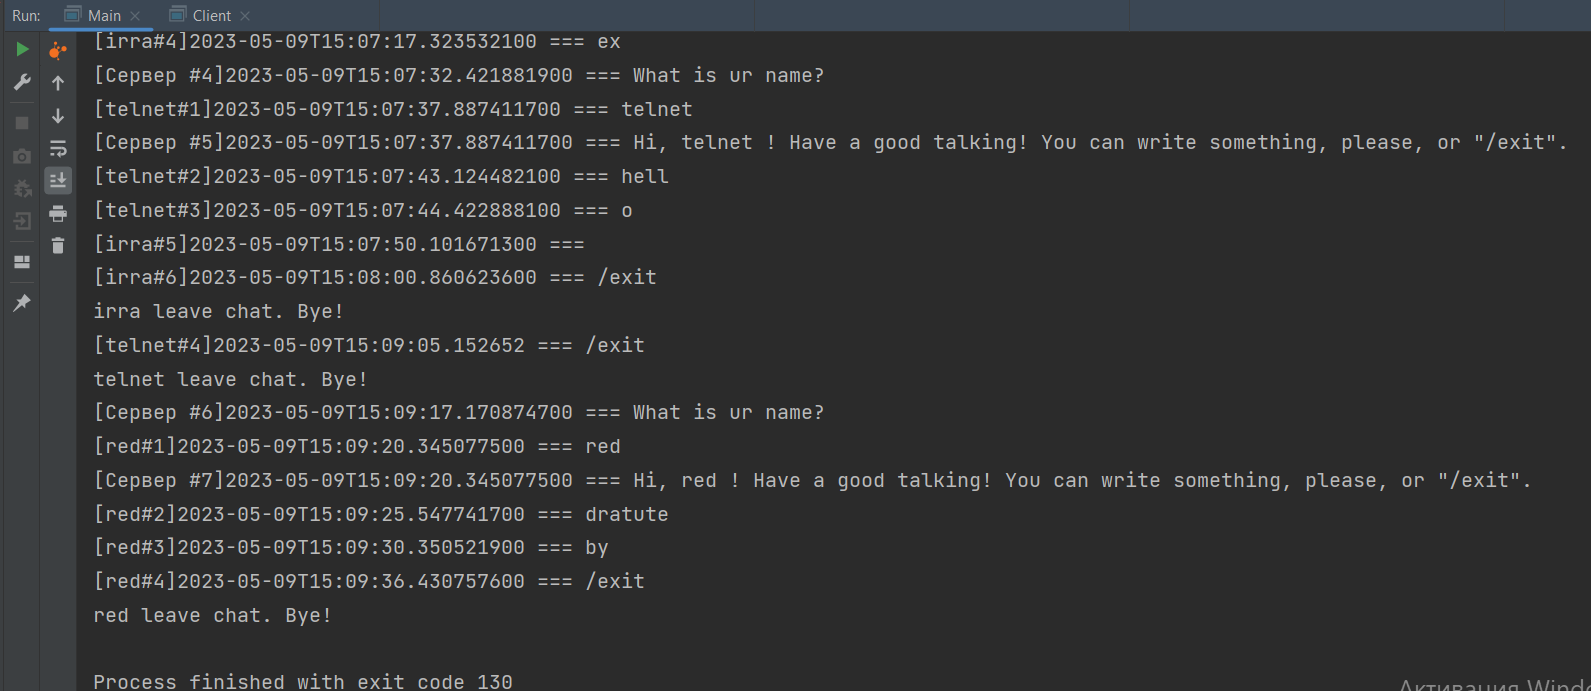 Run: Main Client
[irra#4]2023-05-09T15:07:17.323532100 === ex
[Сервер #4]2023-05-09T15:07:32.421881900 === What is ur name?
[telnet#1]2023-05-09T15:07:37.887411700 === telnet
[Сервер #5]2023-05-09T15:07:37.887411700 === Hi, telnet ! Have a good talking! You can write something, please, or "/exit".
[telnet#2]2023-05-09T15:07:43.124482100 === hell
[telnet#3]2023-05-09T15:07:44.422888100 === o
[irra#5]2023-05-09T15:07:50.101671300 ===
[irra#6]2023-05-09T15:08:00.860623600 === /exit
irra leave chat. Bye!
[telnet#4]2023-05-09T15:09:05.152652 === /exit
telnet leave chat. Bye!
[Сервер #6]2023-05-09T15:09:17.170874700 === What is ur name?
[red#1]2023-05-09T15:09:20.345077500 === red
[Сервер #7]2023-05-09T15:09:20.345077500 === Hi, red ! Have a good talking! You can write something, please, or "/exit".
[red#2]2023-05-09T15:09:25.547741700 === dratute
[red#3]2023-05-09T15:09:30.350521900 === by
[red#4]2023-05-09T15:09:36.430757600 === /exit
red leave chat. Bye!
Process finished with exit code 130
Активация